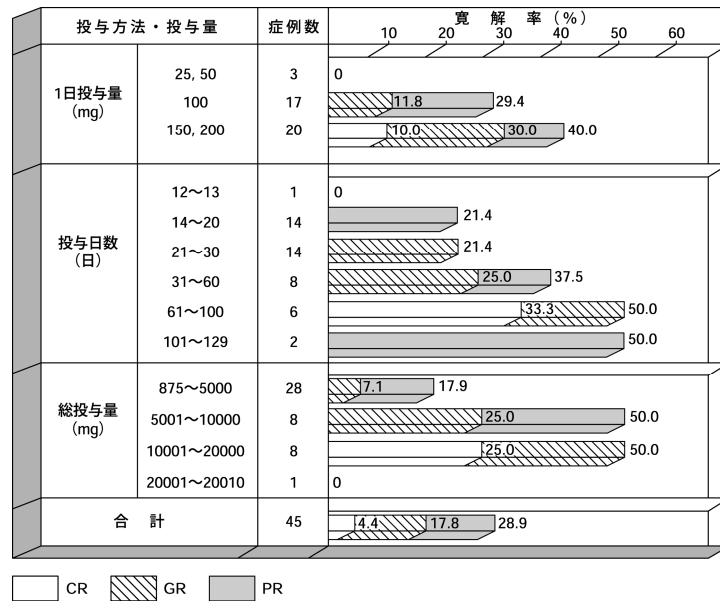 投与方法・投与量 症例数 寛解率(%)
10 20 30 40 50 60
1日投与量
(mg)
25, 50 3 0
100 17 11.8 29.4
150, 200 20 10.0 30.0 40.0
投与日数
(日)
12〜13 1 0
14〜20 14 21.4
21〜30 14 21.4
31〜60 8 25.0 37.5
61〜100 6 33.3 50.0
101〜129 2 50.0
総投与量
(mg)
875〜5000 28 7.1 17.9
5001〜10000 8 25.0 50.0
10001〜20000 8 25.0 50.0
20001〜20010 1 0
合計 45 4.4 17.8 28.9
CR GR PR